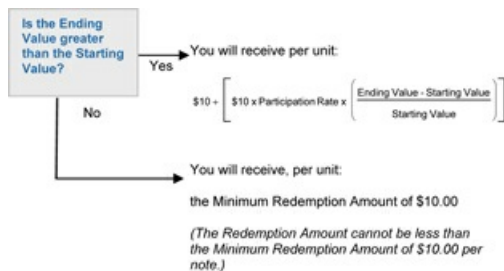 Is the Ending
Value greater
than the Starting
Value?
Yes
You will receive per unit:
$10 + [ $10 x Participation Rate x ( Ending Value - Starting Value
Starting Value ) ]
No
You will receive, per unit:
the Minimum Redemption Amount of $10.00
(The Redemption Amount cannot be less than
the Minimum Redemption Amount of $10.00 per
note.)